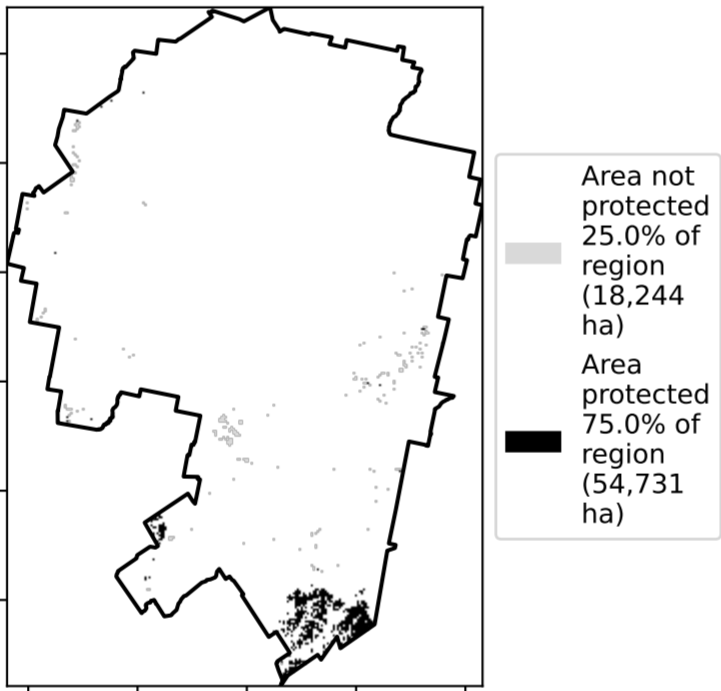 Area not
protected
25.0% of
region
(18,244
ha)
Area
protected
75.0% of
region
(54,731
ha)